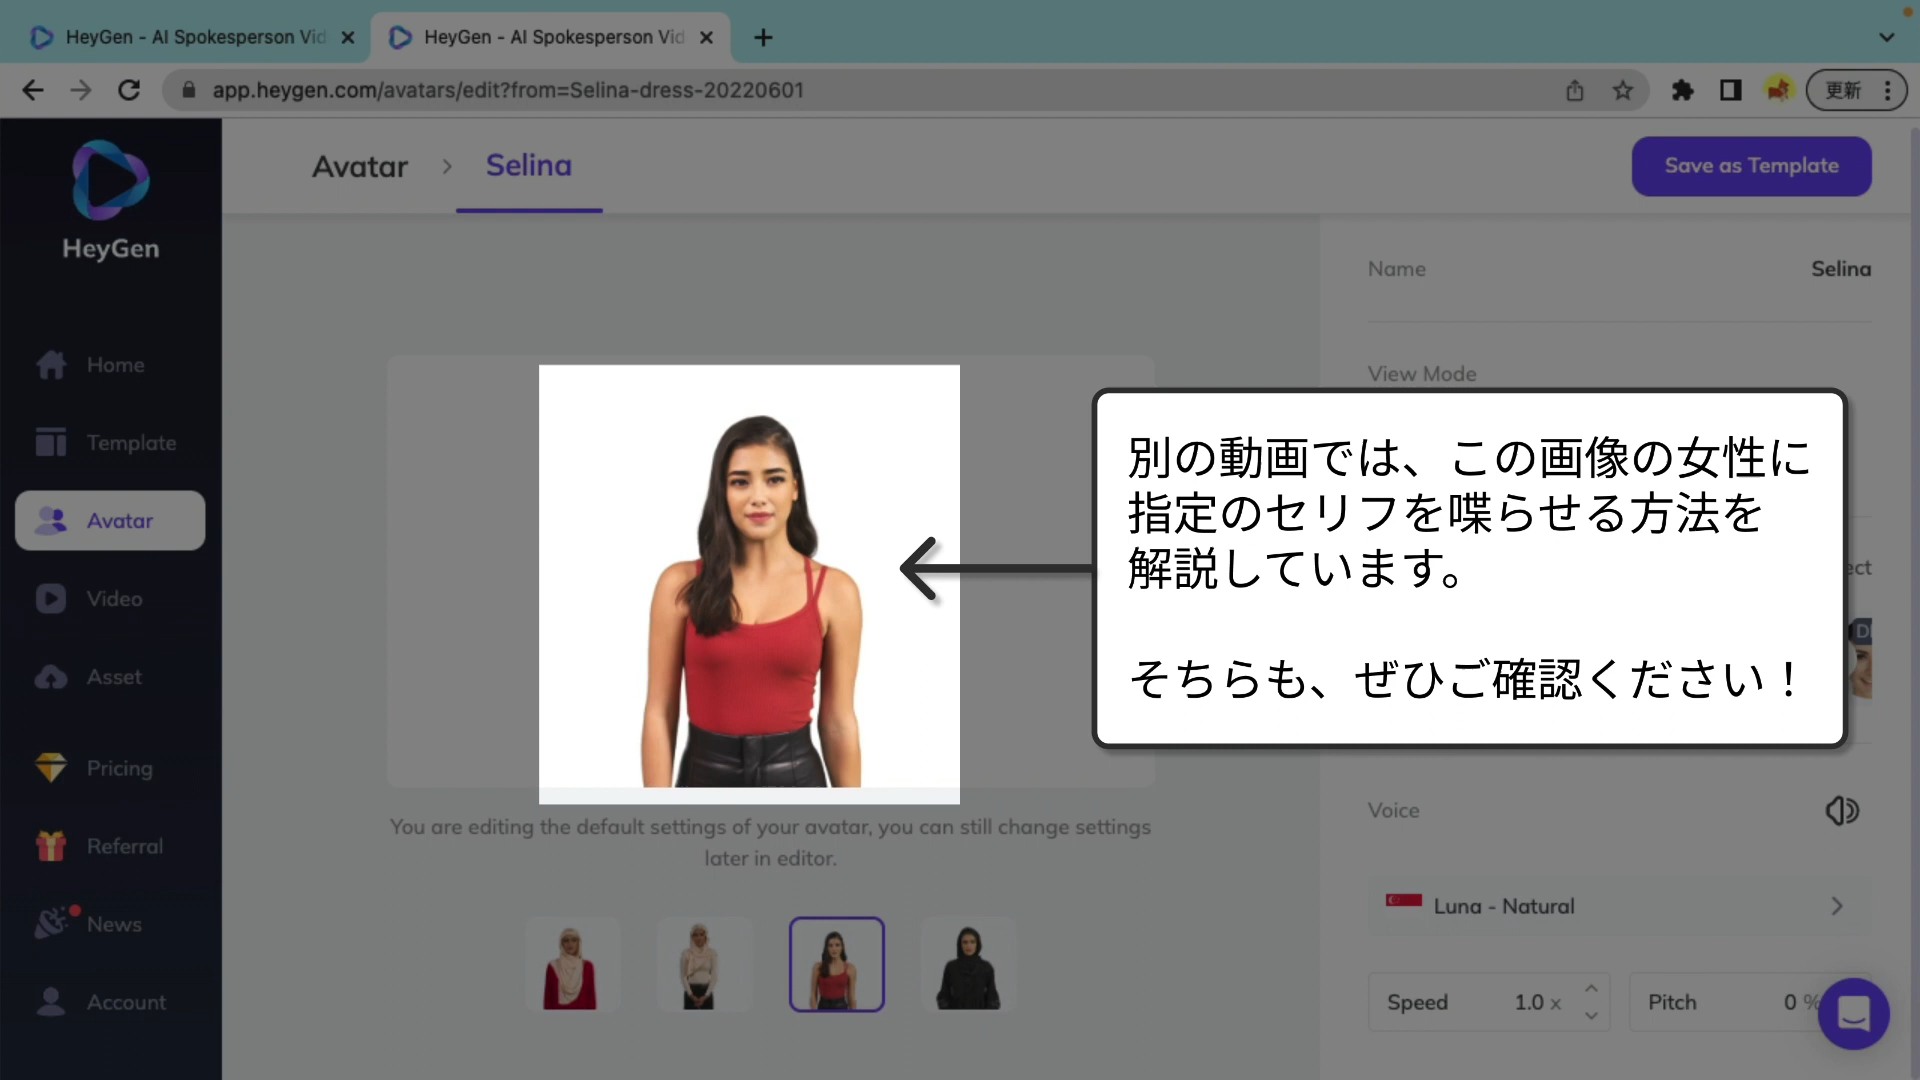 HeyGen - AI Spokesperson Vid
HeyGen - AI Spokesperson Vid
app.heygen.com/avatars/edit?from=Selina-dress-20220601
更新
HeyGen
Home
Template
Avatar
Video
Asset
Pricing
Referral
News
Account
Avatar > Selina
Save as Template
Name Selina
View Mode
別の動画では、この画像の女性に
指定のセリフを喋らせる方法を
解説しています。
そちらも、ぜひご確認ください！
You are editing the default settings of your avatar, you can still change settings
later in editor.
Voice
Luna - Natural
Speed 1.0 x
Pitch 0 %